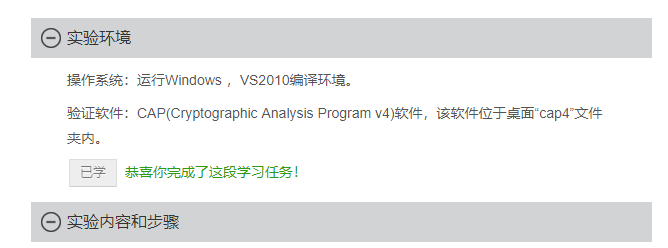 实验环境
操作系统：运行Windows ，VS2010编译环境。
验证软件：CAP(Cryptographic Analysis Program v4)软件，该软件位于桌面“cap4”文件
夹内。
已学 恭喜你完成了这段学习任务！
实验内容和步骤